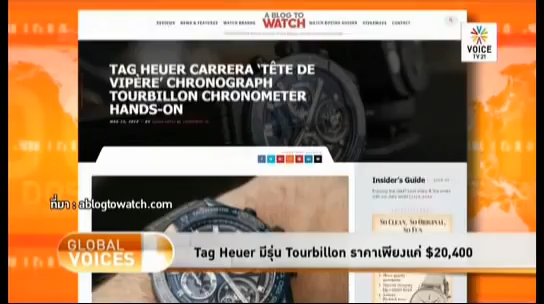 A BLOG TO
WATCH
REVIEWS NEWS & FEATURES WATCH BRANDS WATCH BUYING GUIDES VIDEO CONTACT
VOICE
TV 21
TAG HEUER CARRERA ‘TÊTE DE
VIPÈRE’ CHRONOGRAPH
TOURBILLON CHRONOMETER
HANDS-ON
Insider's Guide
ที่มา : ablogtowatch.com
SO CLEAN, SO ORIGINAL,
SO FUN
GLOBAL
VOICES
Tag Heuer มีรุ่น Tourbillon ราคาเพียงแค่ $20,400